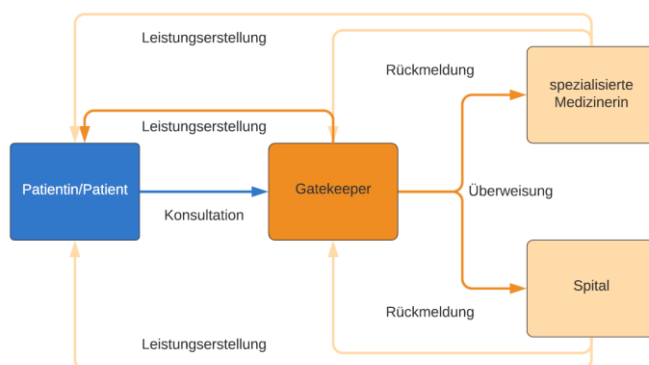 Leistungserstellung
Rückmeldung
spezialisierte
Medizinerin
Leistungserstellung
Patientin/Patient
Gatekeeper
Überweisung
Konsultation
Spital
Rückmeldung
Leistungserstellung